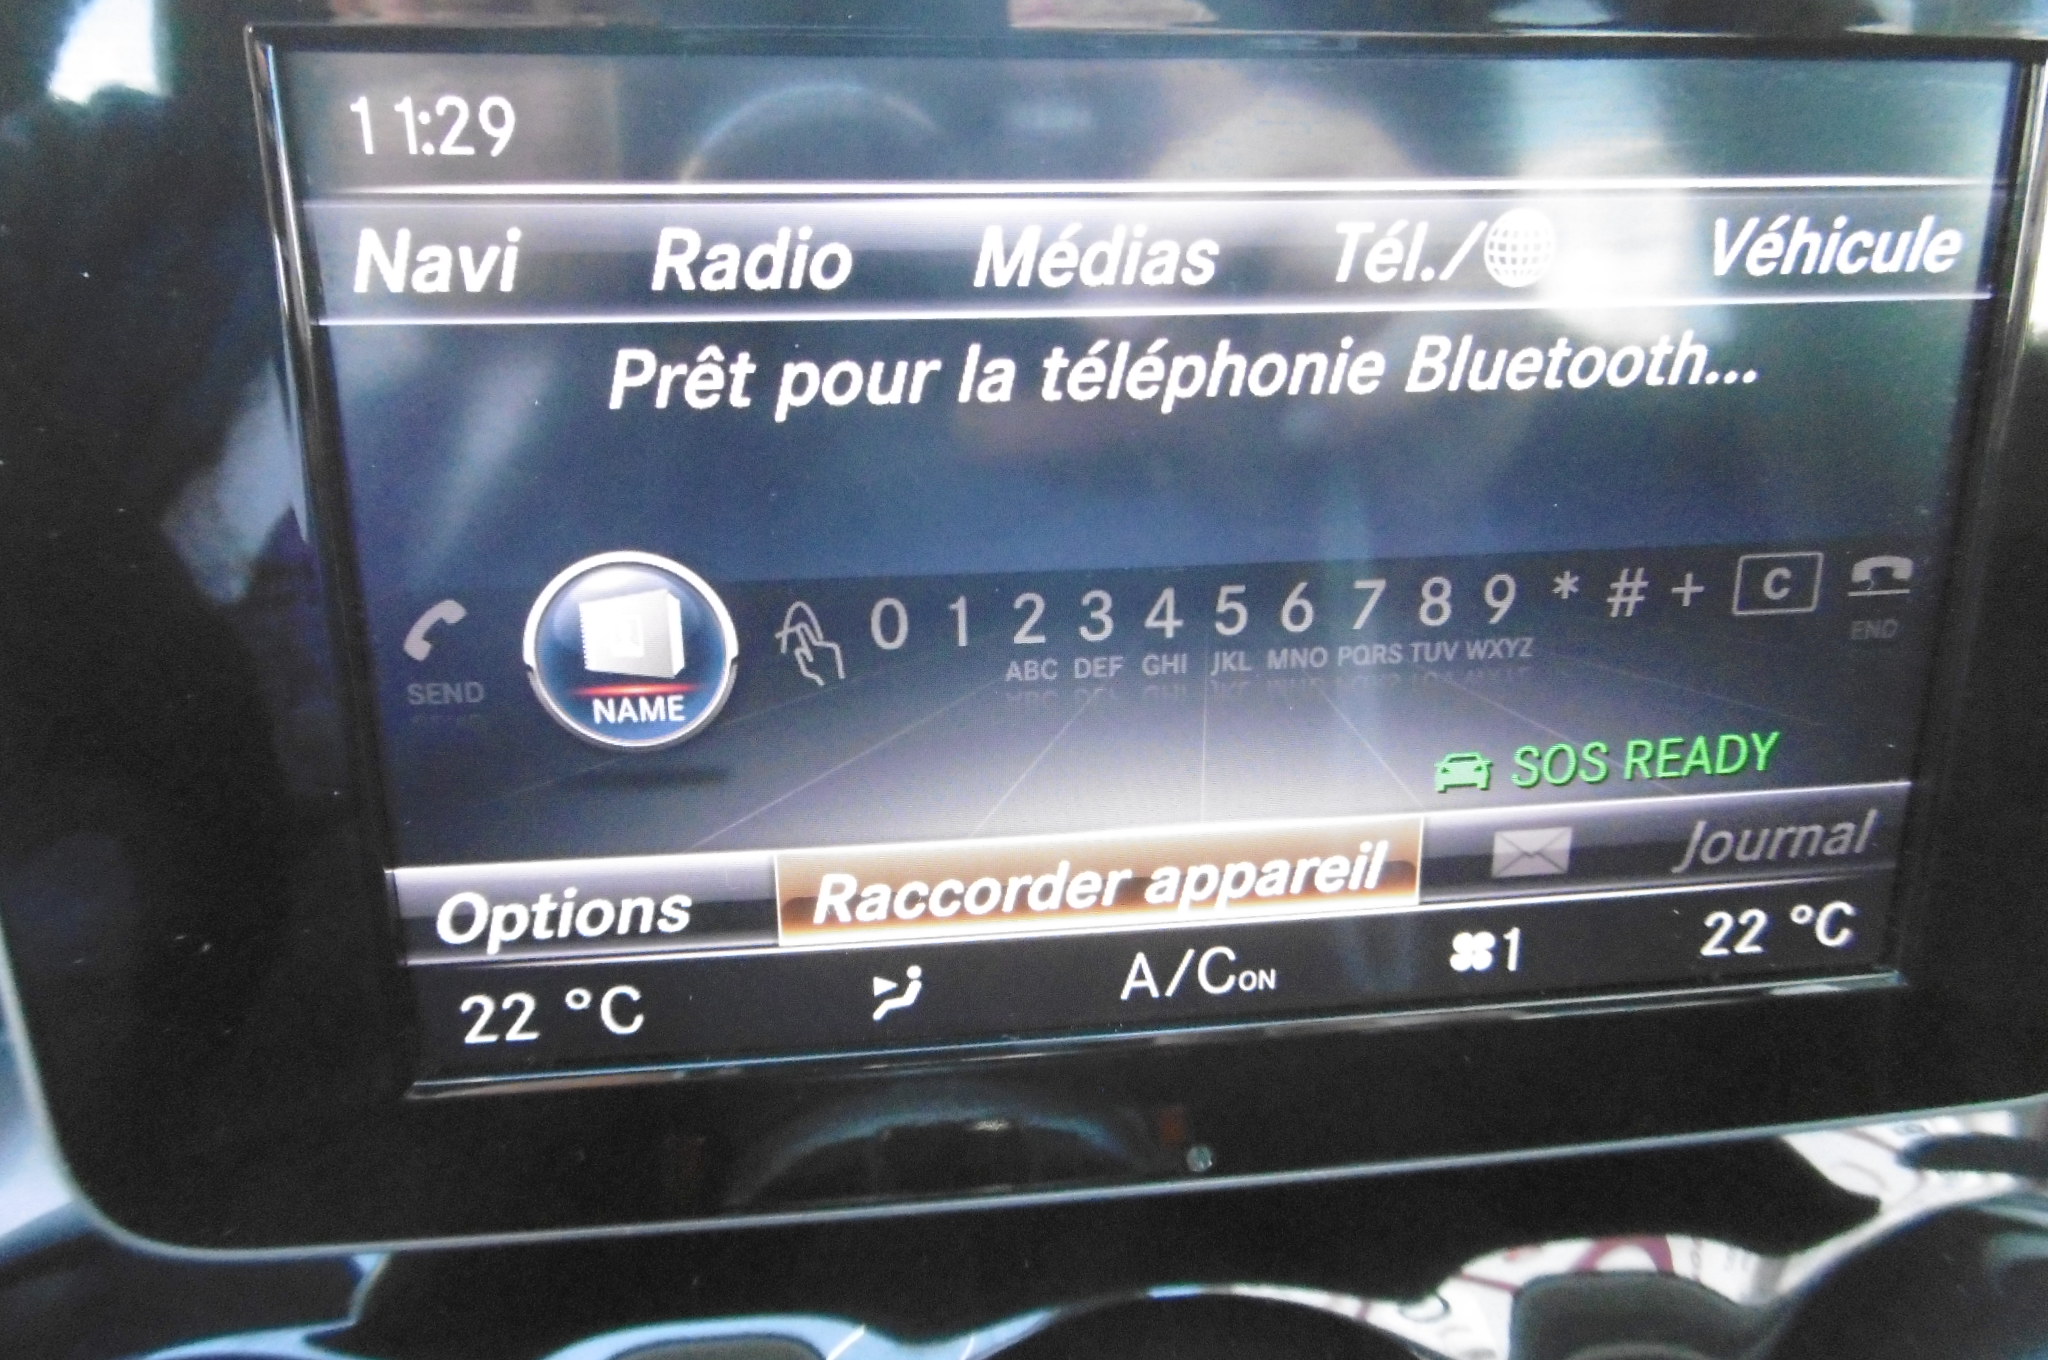 11:29
Navi Radio Médias Tél./ Véhicule
Prêt pour la téléphonie Bluetooth...
0 1 2 3 4 5 6 7 8 9 * # + C
SEND NAME ABC DEF GHI JKL MNO PQRS TUV WXYZ END
SOS READY
Options Raccorder appareil Journal
22 °C A/C ON 1 22 °C